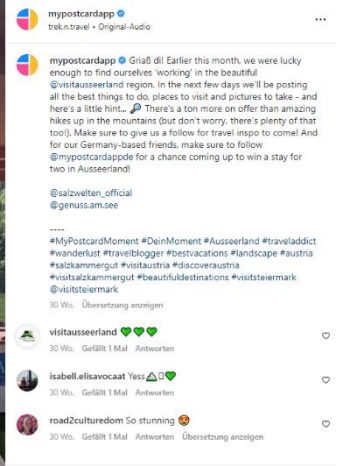 mypostcardapp
trek.n.travel • Original-Audio
mypostcardapp Griaß di! Earlier this month, we were lucky
enough to find ourselves 'working' in the beautiful
@visitausseerland region. In the next few days we'll be posting
all the best things to do, places to visit and pictures to take - and
here's a little hint... 🔎 There's a ton more on offer than amazing
hikes up in the mountains (but don't worry, there's plenty of that
too!). Make sure to give us a follow for travel inspo to come! And
for our Germany-based friends, make sure to follow
@mypostcardappde for a chance coming up to win a stay for
two in Ausseerland!
@salzwelten_official
@genuss.am.see
----
#MyPostcardMoment #DeinMoment #Ausseerland #traveladdict
#wanderlust #travelblogger #bestvacations #landscape #austria
#salzkammergut #visitaustria #discoveraustria
#visitsalzkammergut #beautifuldestinations #visitsteiermark
@visitsteiermark
30 Wo. Übersetzung anzeigen
visitausseerland 💚💚💚
30 Wo. Gefällt 1 Mal Antworten
isabell.elisavocaat Yess
30 Wo. Gefällt 1 Mal Antworten
road2culturedom So stunning 🤩
30 Wo. Gefällt 1 Mal Antworten Übersetzung anzeigen